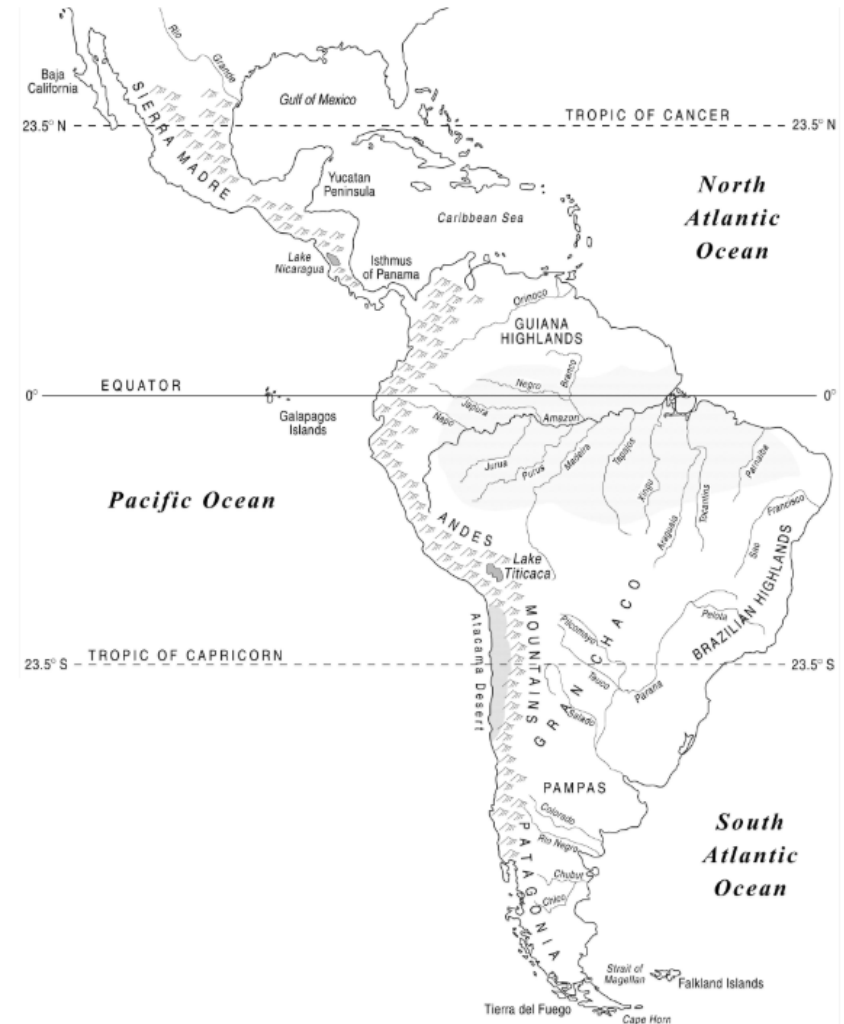 Rio
Grande
Baja
California
SIERRA MADRE
Gulf of Mexico
TROPIC OF CANCER
23.5° N
23.5° N
Yucatan
Peninsula
North
Atlantic
Ocean
Caribbean Sea
Lake
Nicaragua
Isthmus
of Panama
Orinoco
GUIANA
HIGHLANDS
Branco
Negro
EQUATOR
0°
0°
Galapagos
Islands
Japura
Napo
Amazon
Jurua
Purus
Madeira
Tapajos
Xingu
Araguaia
Tocantins
Parnaiba
Francisco
Sao
Pacific Ocean
ANDES
MOUNTAINS
Lake
Titicaca
BRAZILIAN HIGHLANDS
GRAN CHACO
Pilcomayo
Pelota
Atacama Desert
TROPIC OF CAPRICORN
23.5° S
23.5° S
Teuco
Parana
Salado
PAMPAS
Colorado
Rio Negro
South
Atlantic
Ocean
PATAGONIA
Chubut
Chico
Strait of
Magellan
Falkland Islands
Tierra del Fuego
Cape Horn